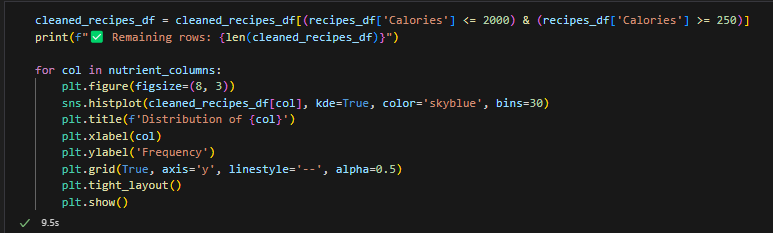 cleaned_recipes_df = cleaned_recipes_df[(recipes_df['Calories'] <= 2000) & (recipes_df['Calories'] >= 250)]
print(f"✅ Remaining rows: {len(cleaned_recipes_df)}")

for col in nutrient_columns:
    plt.figure(figsize=(8, 3))
    sns.histplot(cleaned_recipes_df[col], kde=True, color='skyblue', bins=30)
    plt.title(f'Distribution of {col}')
    plt.xlabel(col)
    plt.ylabel('Frequency')
    plt.grid(True, axis='y', linestyle='--', alpha=0.5)
    plt.tight_layout()
    plt.show()
✓ 9.5s